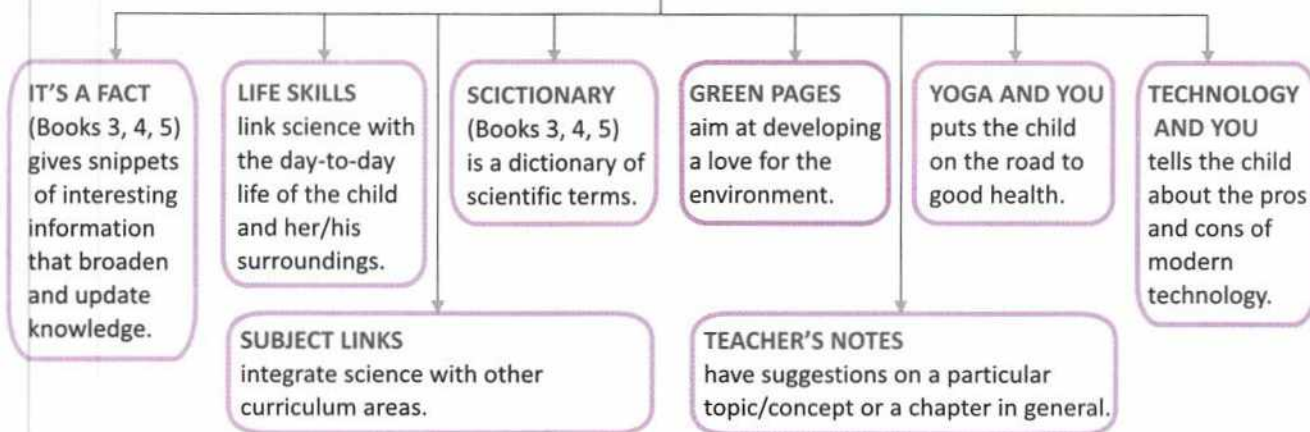 IT'S A FACT
(Books 3, 4, 5)
gives snippets
of interesting
information
that broaden
and update
knowledge.
LIFE SKILLS
link science with
the day-to-day
life of the child
and her/his
surroundings.
SCICTIONARY
(Books 3, 4, 5)
is a dictionary of
scientific terms.
GREEN PAGES
aim at developing
a love for the
environment.
YOGA AND YOU
puts the child
on the road to
good health.
TECHNOLOGY
AND YOU
tells the child
about the pros
and cons of
modern
technology.
SUBJECT LINKS
integrate science with other
curriculum areas.
TEACHER'S NOTES
have suggestions on a particular
topic/concept or a chapter in general.